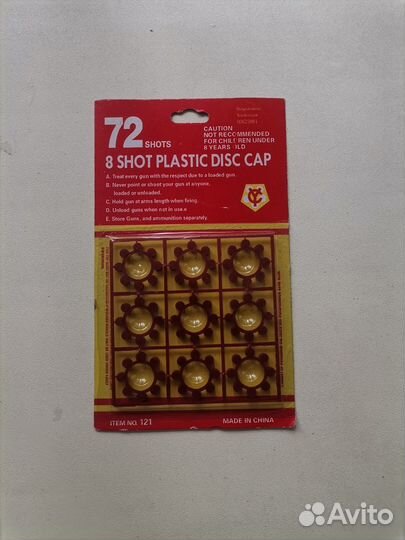 72 SHOTS
CAUTION
NOT RECOMMENDED
FOR CHILDREN UNDER
8 YEARS OLD
8 SHOT PLASTIC DISC CAP
A. Treat every gun with the respect due to a loaded gun.
B. Never point or shoot your gun at anyone,
loaded or unloaded.
C. Hold gun at arms length when firing.
D. Unload guns when not in use.
E. Store Guns, and ammunition separately.
ITEM NO. 121
MADE IN CHINA
Avito